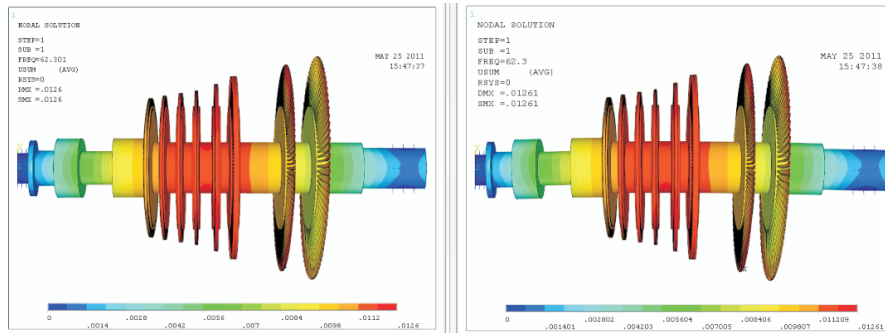 1
NODAL SOLUTION
STEP=1
SUB =1
FREQ=62.301
USUM (AVG)
RSYS=0
DMX =.0126
SMX =.0126
MAY 25 2011
15:47:37
0 .0028 .0056 .0084 .0112
.0014 .0042 .007 .0098 .0126
1
NODAL SOLUTION
STEP=1
SUB =1
FREQ=62.3
USUM (AVG)
RSYS=0
DMX =.01261
SMX =.01261
MAY 25 2011
15:47:38
0 .002802 .005604 .008406 .011209
.001401 .004203 .007005 .009807 .01261